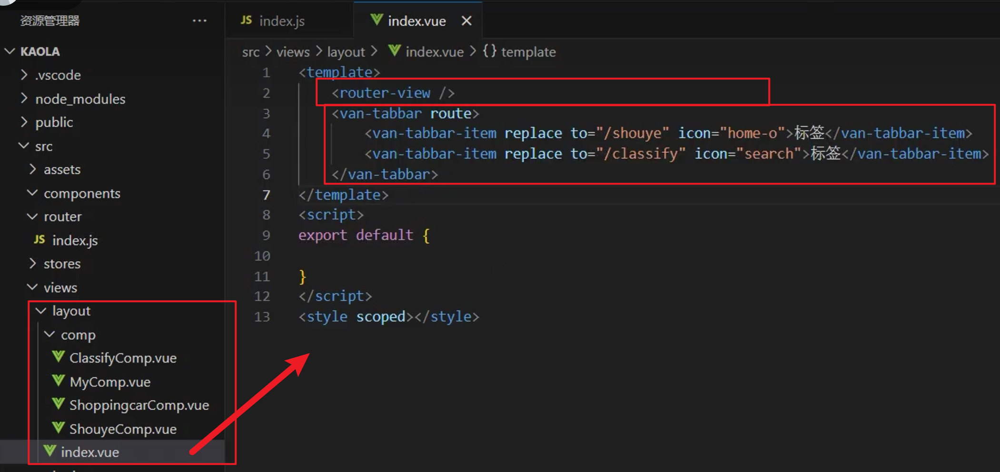 资源管理器 ...
JS index.js
index.vue
KAOLA
src > views > layout > index.vue > {} template
.vscode
node_modules
public
src
assets
components
router
JS index.js
stores
views
layout
comp
ClassifyComp.vue
MyComp.vue
ShoppingcarComp.vue
ShouyeComp.vue
index.vue
1 <template>
2 <router-view />
3 <van-tabbar route>
4 <van-tabbar-item replace to="/shouye" icon="home-o">标签</van-tabbar-item>
5 <van-tabbar-item replace to="/classify" icon="search">标签</van-tabbar-item>
6 </van-tabbar>
7 </template>
8 <script>
9 export default {
10
11 }
12 </script>
13 <style scoped></style>